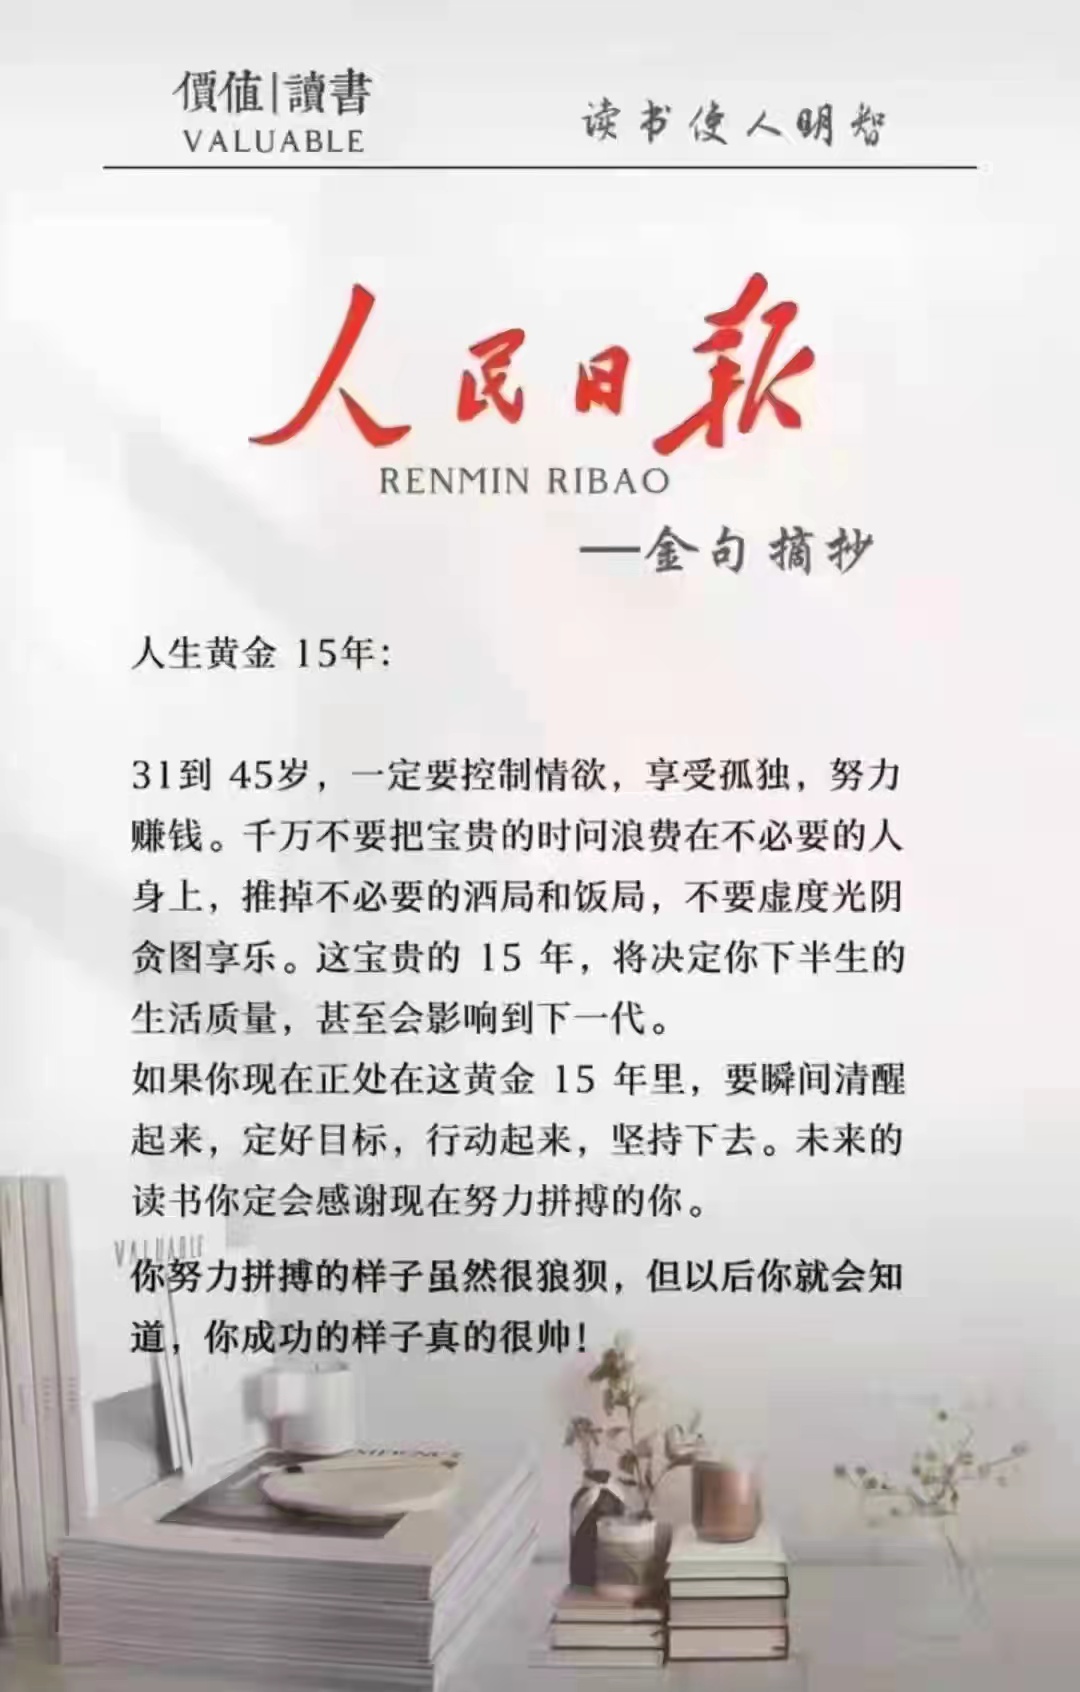 價值|讀書
VALUABLE
读书使人明智
人民日报
RENMIN RIBAO
—金句摘抄
人生黄金 15年：
31到 45岁，一定要控制情欲，享受孤独，努力
赚钱。千万不要把宝贵的时问浪费在不必要的人
身上，推掉不必要的洒局和饭局，不要虚度光阴
贪图享乐。这宝贵的 15 年，将决定你下半生的
生活质量，甚至会影响到下一代。
如果你现在正处在这黄金 15 年里，要瞬间清醒
起来，定好目标，行动起来，坚持下去。未来的
读书你定会感谢现在努力拼搏的你。
VALUABLE
你努力拼搏的样子虽然很狼狈，但以后你就会知
道，你成功的样子真的很帅！